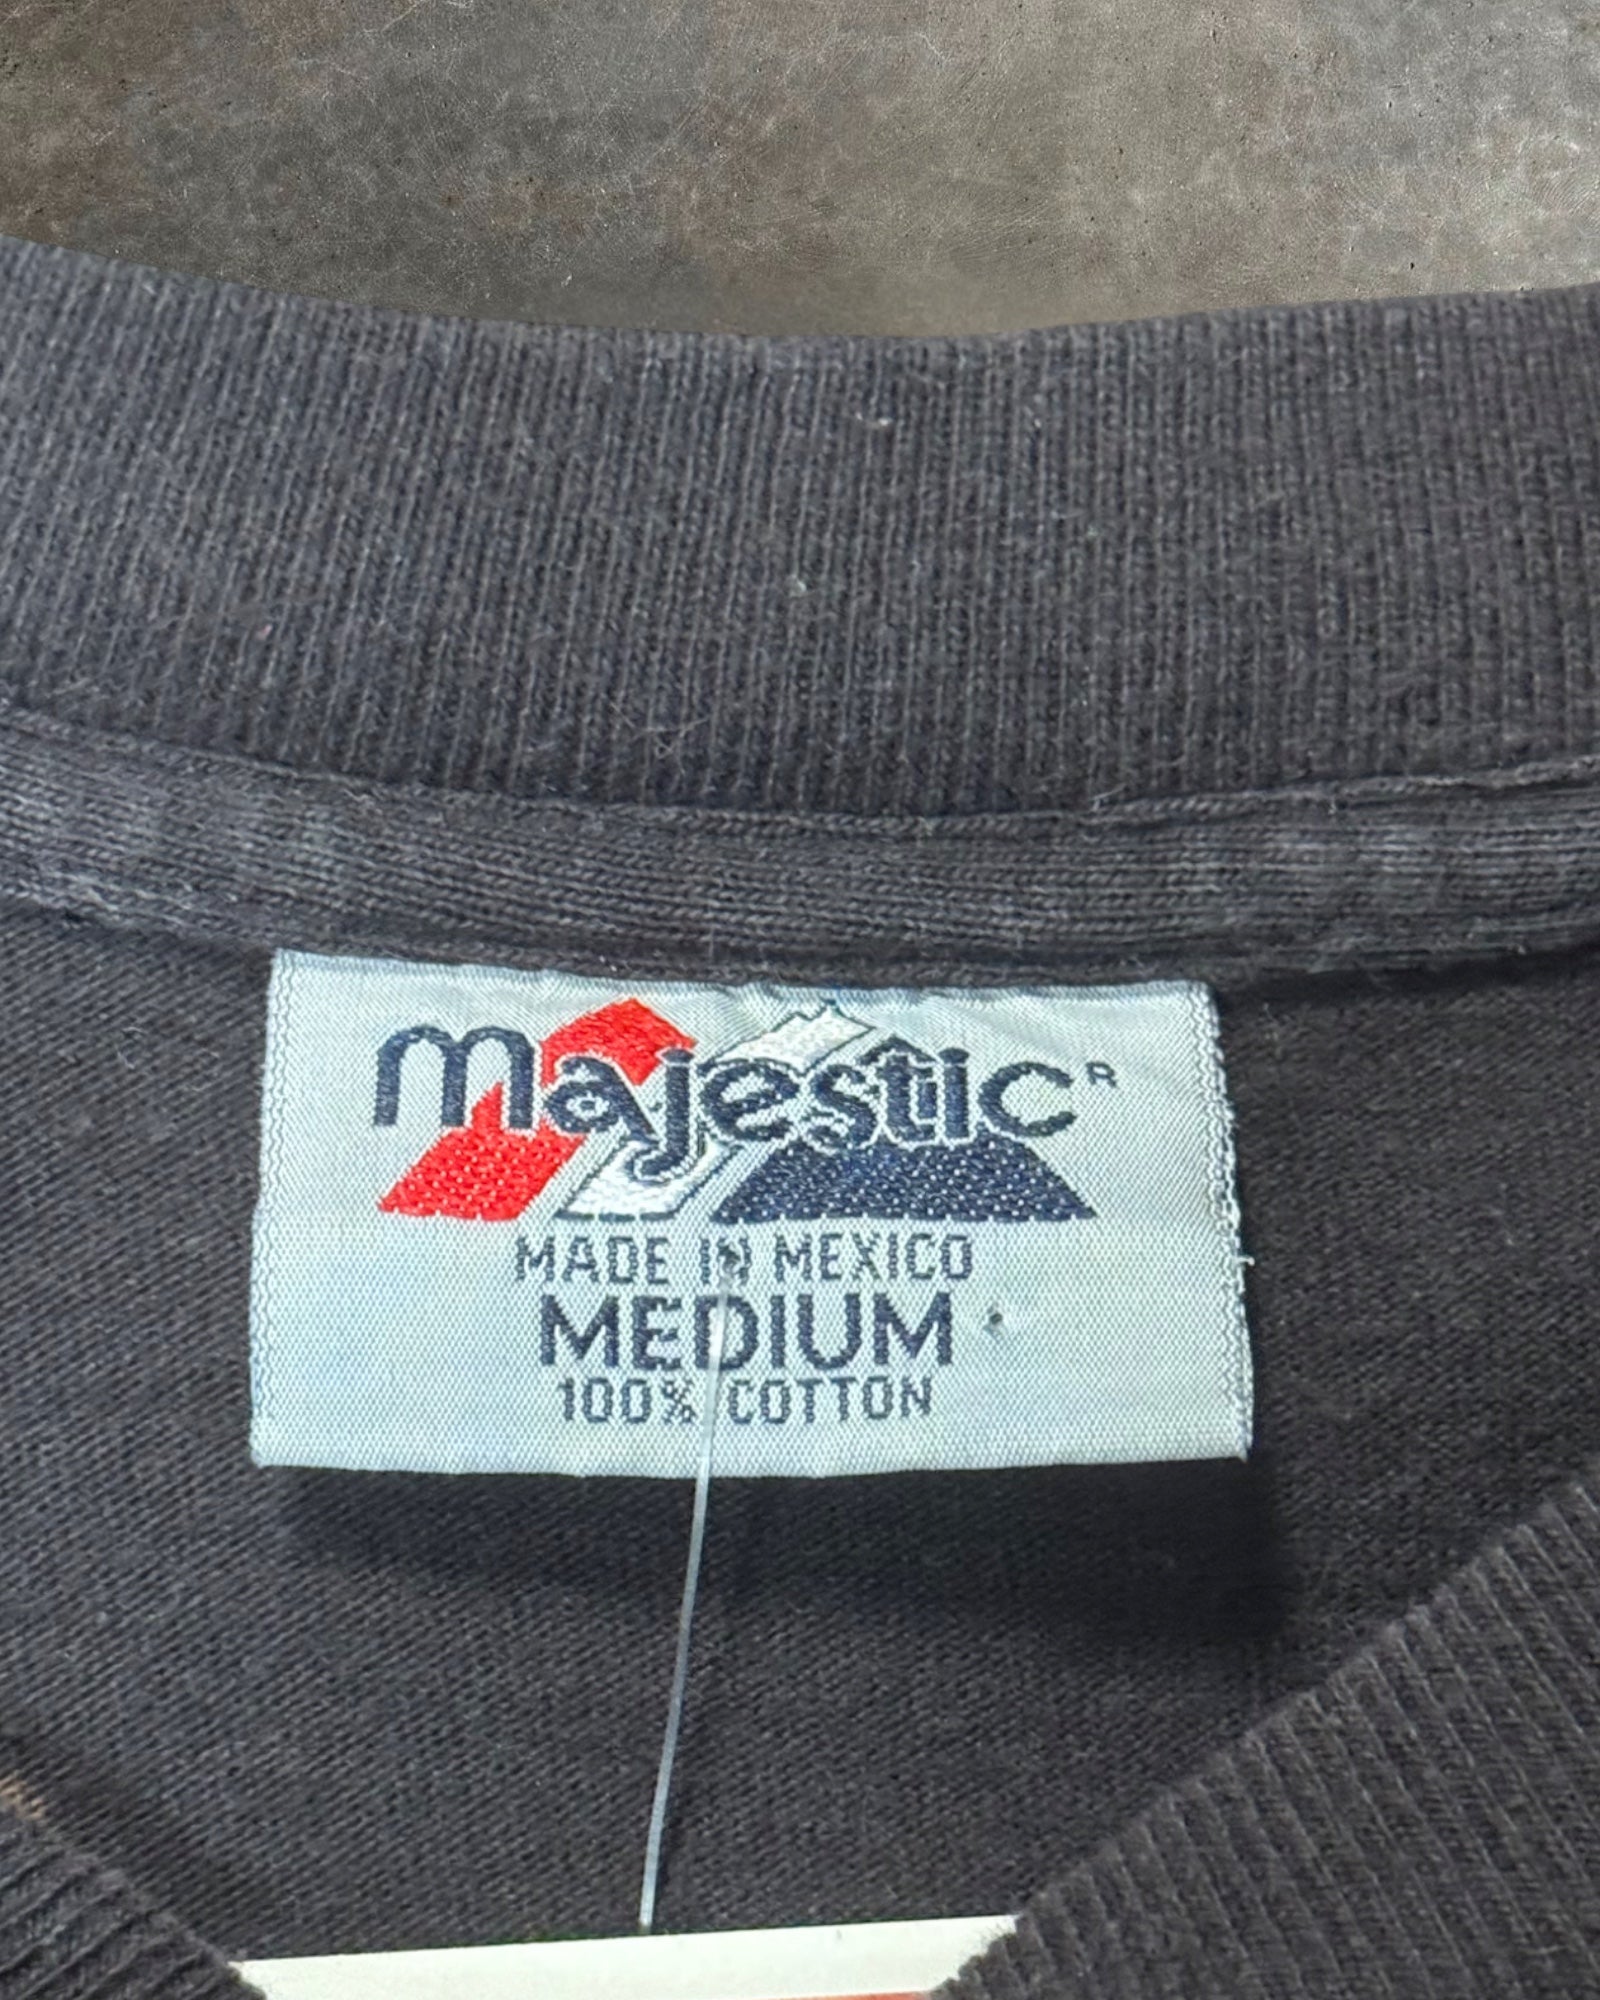 majestic R
MADE IN MEXICO
MEDIUM
100% COTTON